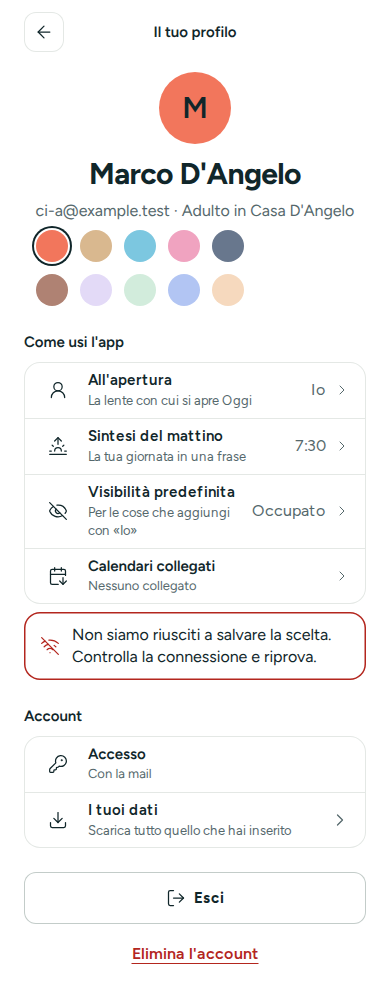 Il tuo profilo
M
Marco D'Angelo
ci-a@example.test · Adulto in Casa D'Angelo
Come usi l'app
All'apertura
La lente con cui si apre Oggi
Io
Sintesi del mattino
La tua giornata in una frase
7:30
Visibilità predefinita
Per le cose che aggiungi
con «Io»
Occupato
Calendari collegati
Nessuno collegato
Non siamo riusciti a salvare la scelta.
Controlla la connessione e riprova.
Account
Accesso
Con la mail
I tuoi dati
Scarica tutto quello che hai inserito
Esci
Elimina l'account